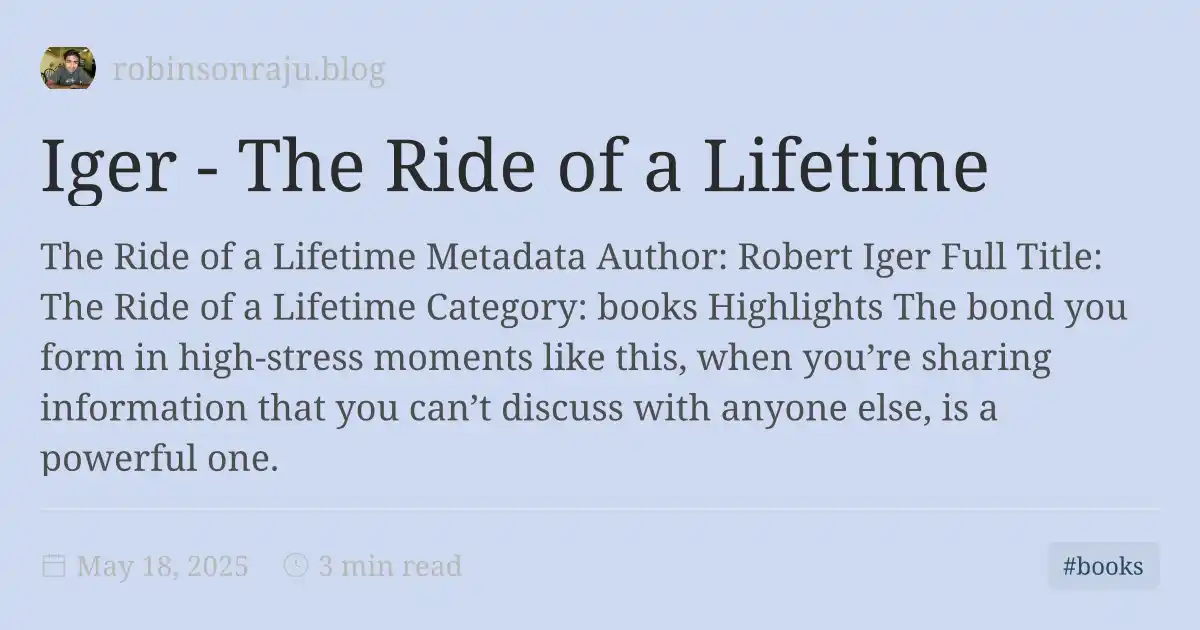 robinsonraju.blog
Iger - The Ride of a Lifetime
The Ride of a Lifetime Metadata Author: Robert Iger Full Title:
The Ride of a Lifetime Category: books Highlights The bond you
form in high-stress moments like this, when you’re sharing
information that you can’t discuss with anyone else, is a
powerful one.
May 18, 2025 3 min read
#books